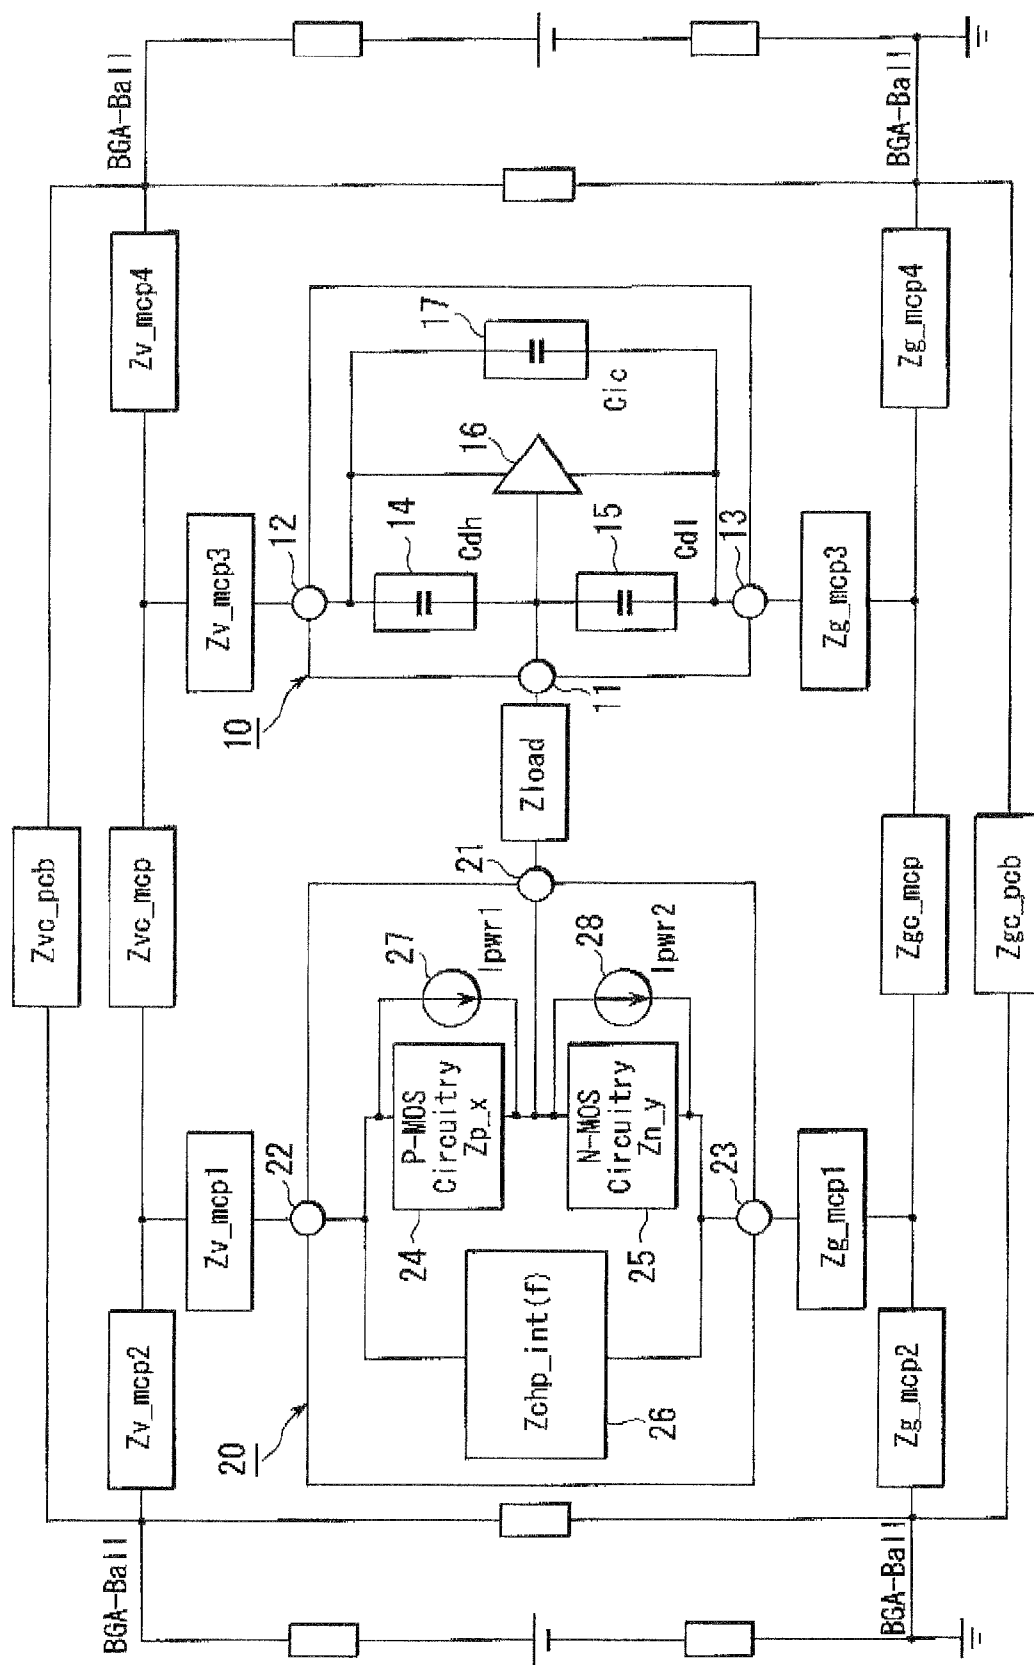 BGA-Ball
BGA-Ball
Zvc_pcb
Zvc_mcp
Zv_mcp2
Zv_mcp1
Zv_mcp3
Zv_mcp4
20
22
10
12
24
P-MOS
Circuitry
Zp_x
27
Ipwr1
14
Cdh
16
17
Cic
Zchp_int(f)
26
21
Zload
11
25
N-MOS
Circuitry
Zn_y
28
Ipwr2
15
Cdl
23
13
Zg_mcp1
Zg_mcp3
Zg_mcp2
Zgc_mcp
Zg_mcp4
Zgc_pcb
BGA-Ball
BGA-Ball